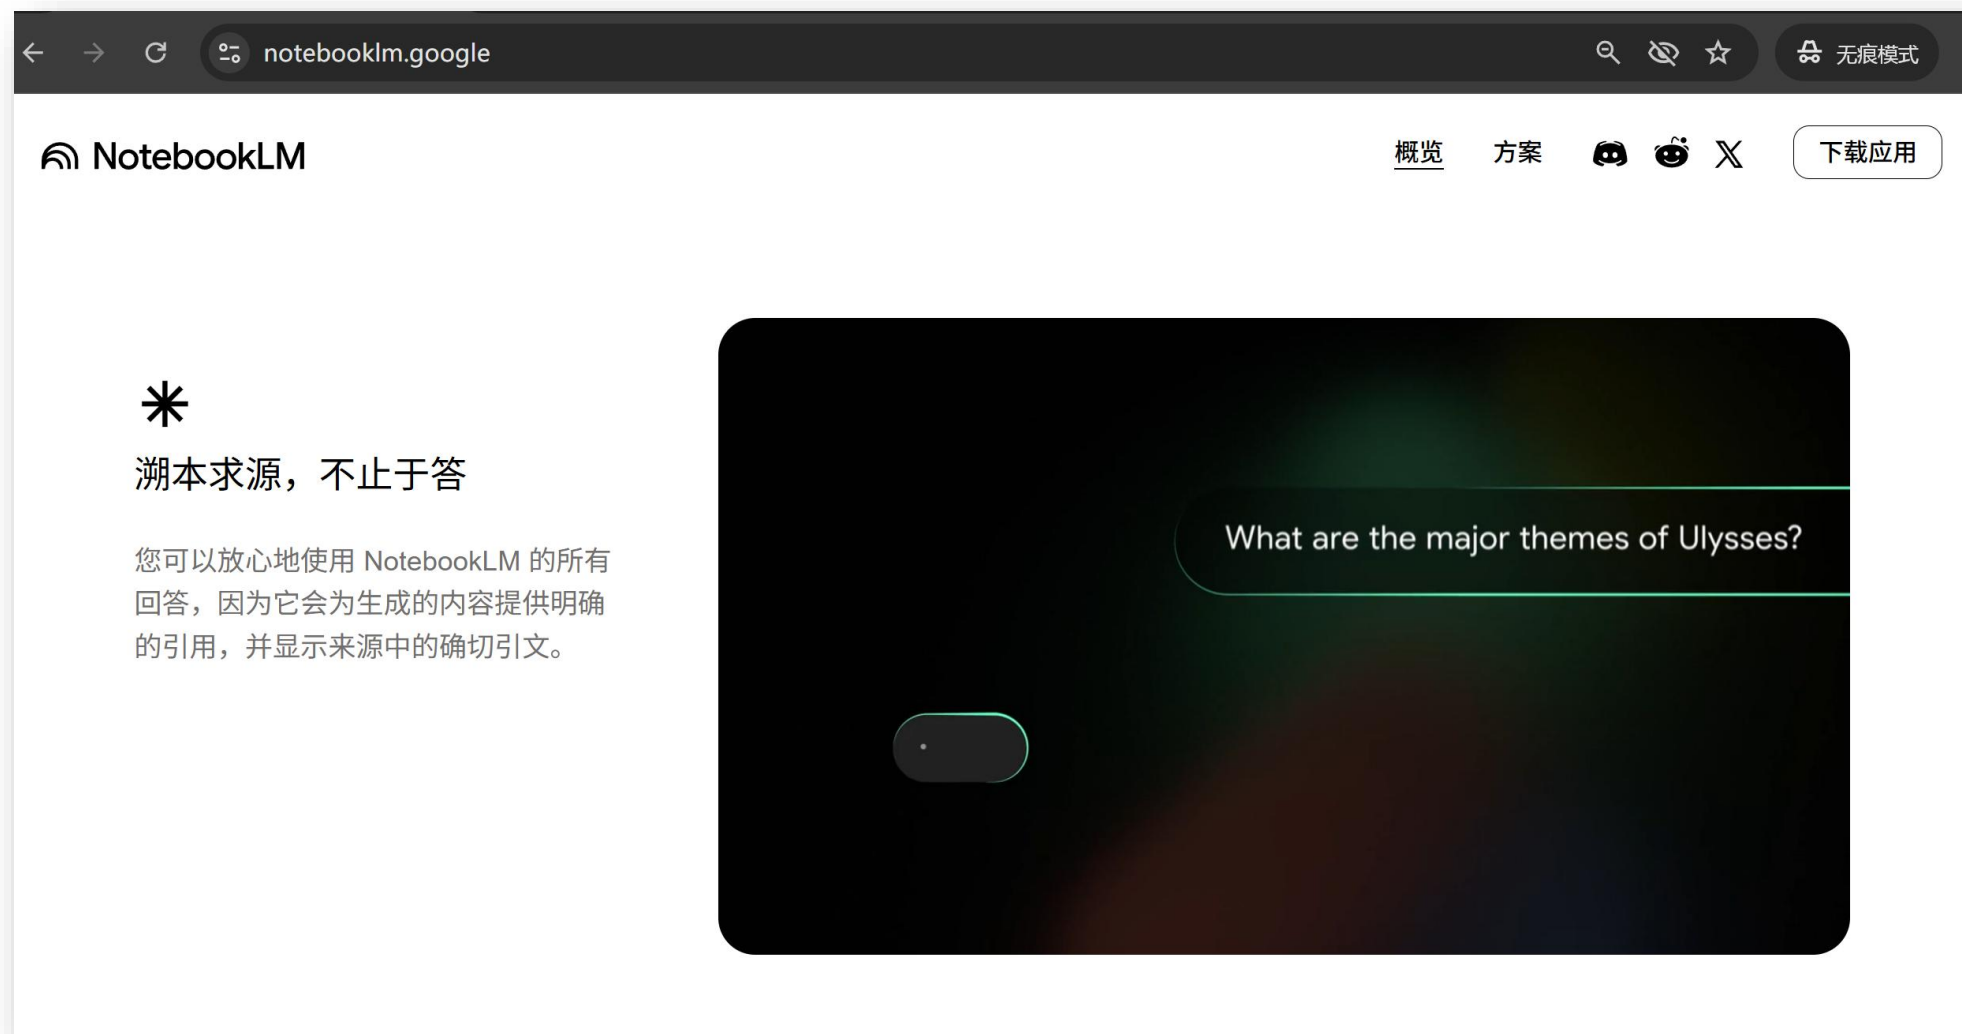 notebooklm.google
无痕模式
NotebookLM
概览
方案
下载应用
溯本求源，不止于答
您可以放心地使用 NotebookLM 的所有
回答，因为它会为生成的内容提供明确
的引用，并显示来源中的确切引文。
What are the major themes of Ulysses?